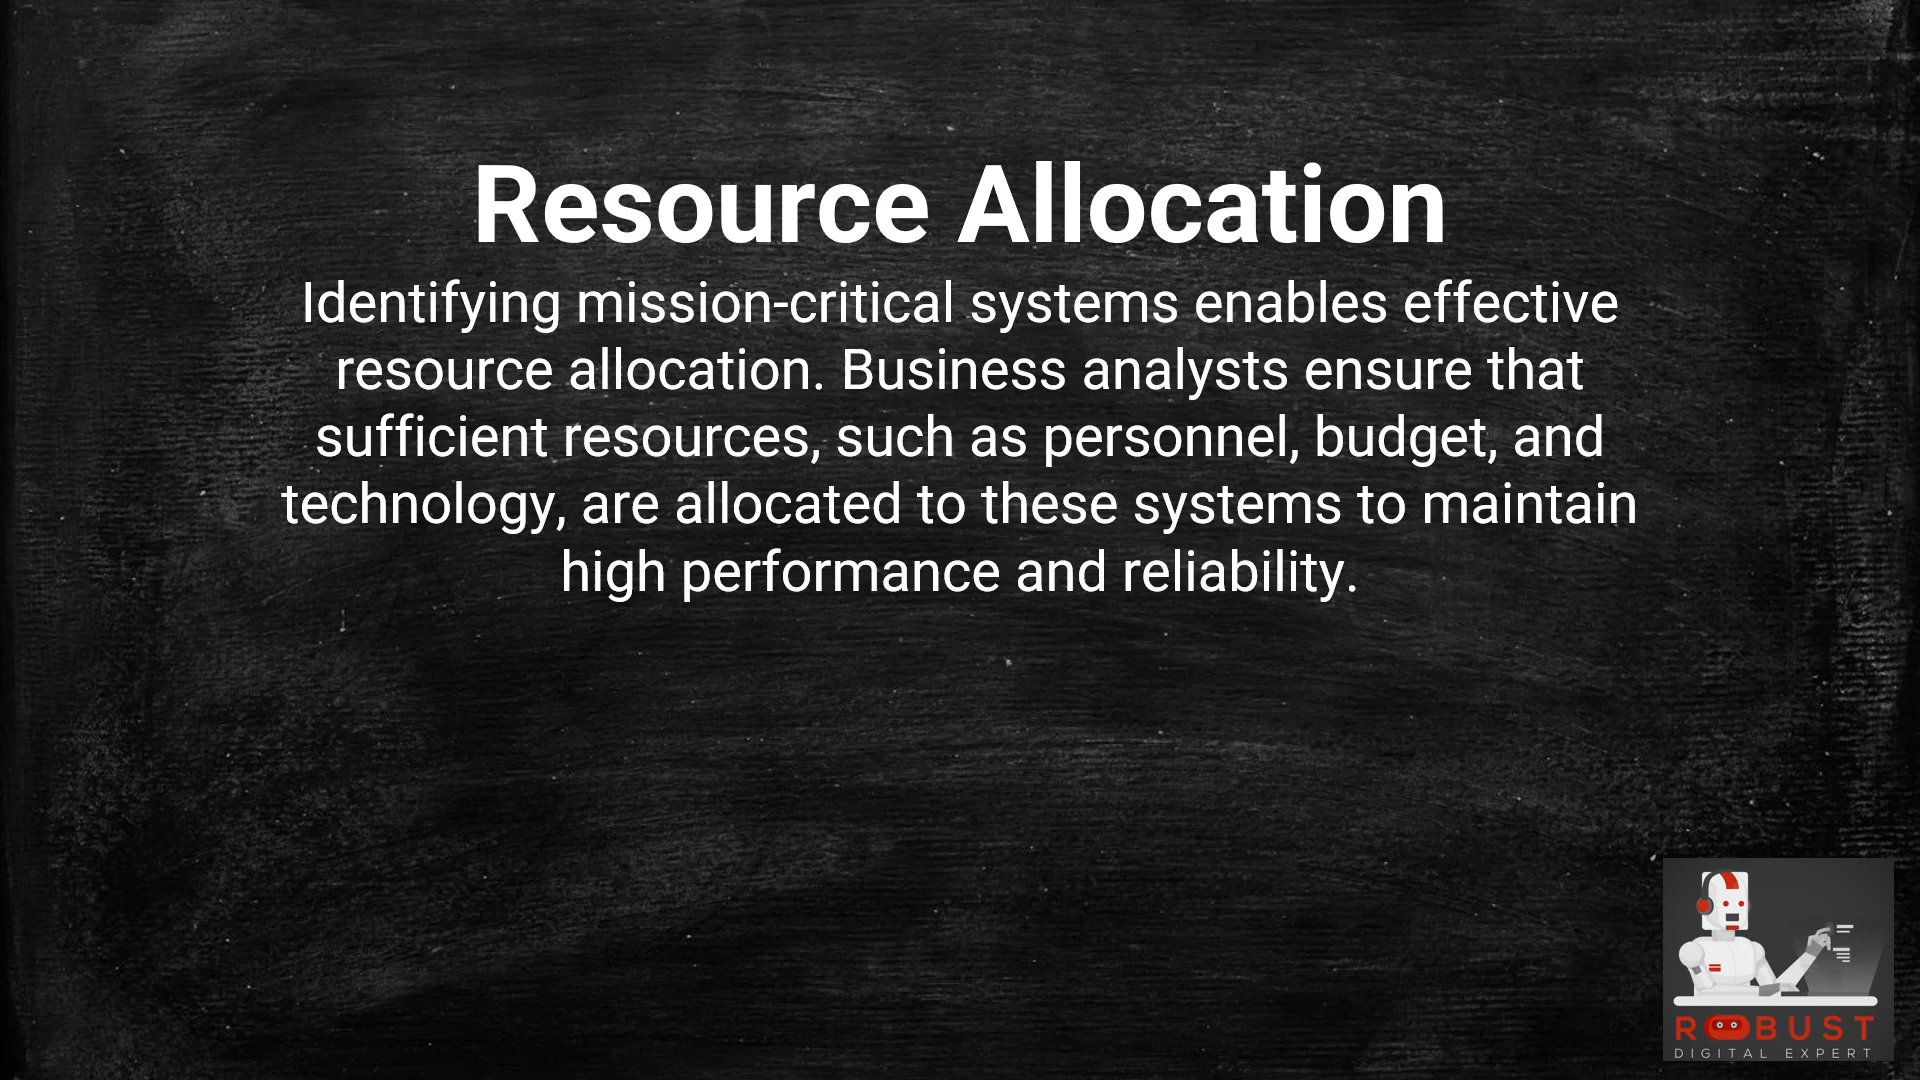 Resource Allocation
Identifying mission-critical systems enables effective
resource allocation. Business analysts ensure that
sufficient resources, such as personnel, budget, and
technology, are allocated to these systems to maintain
high performance and reliability.
ROBUST
DIGITAL EXPERT